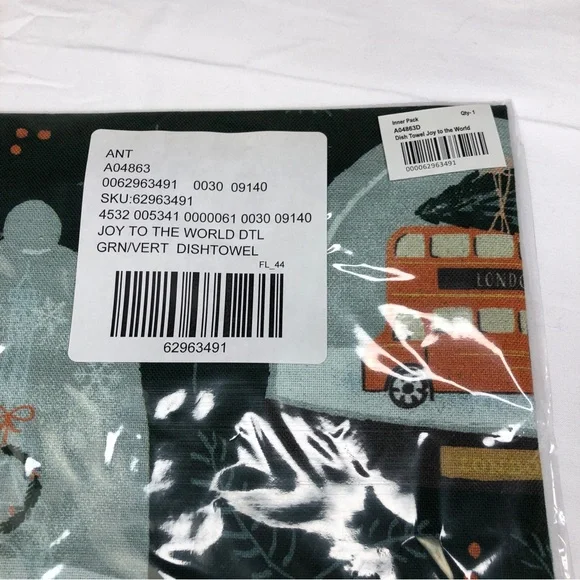 Inner Pack Qty- 1
A04863D
Dish Towel Joy to the World
000062963491
ANT
A04863
0062963491 0030 09140
SKU:62963491
4532 005341 0000061 0030 09140
JOY TO THE WORLD DTL
GRN/VERT DISHTOWEL
FL_44
62963491
LONDO